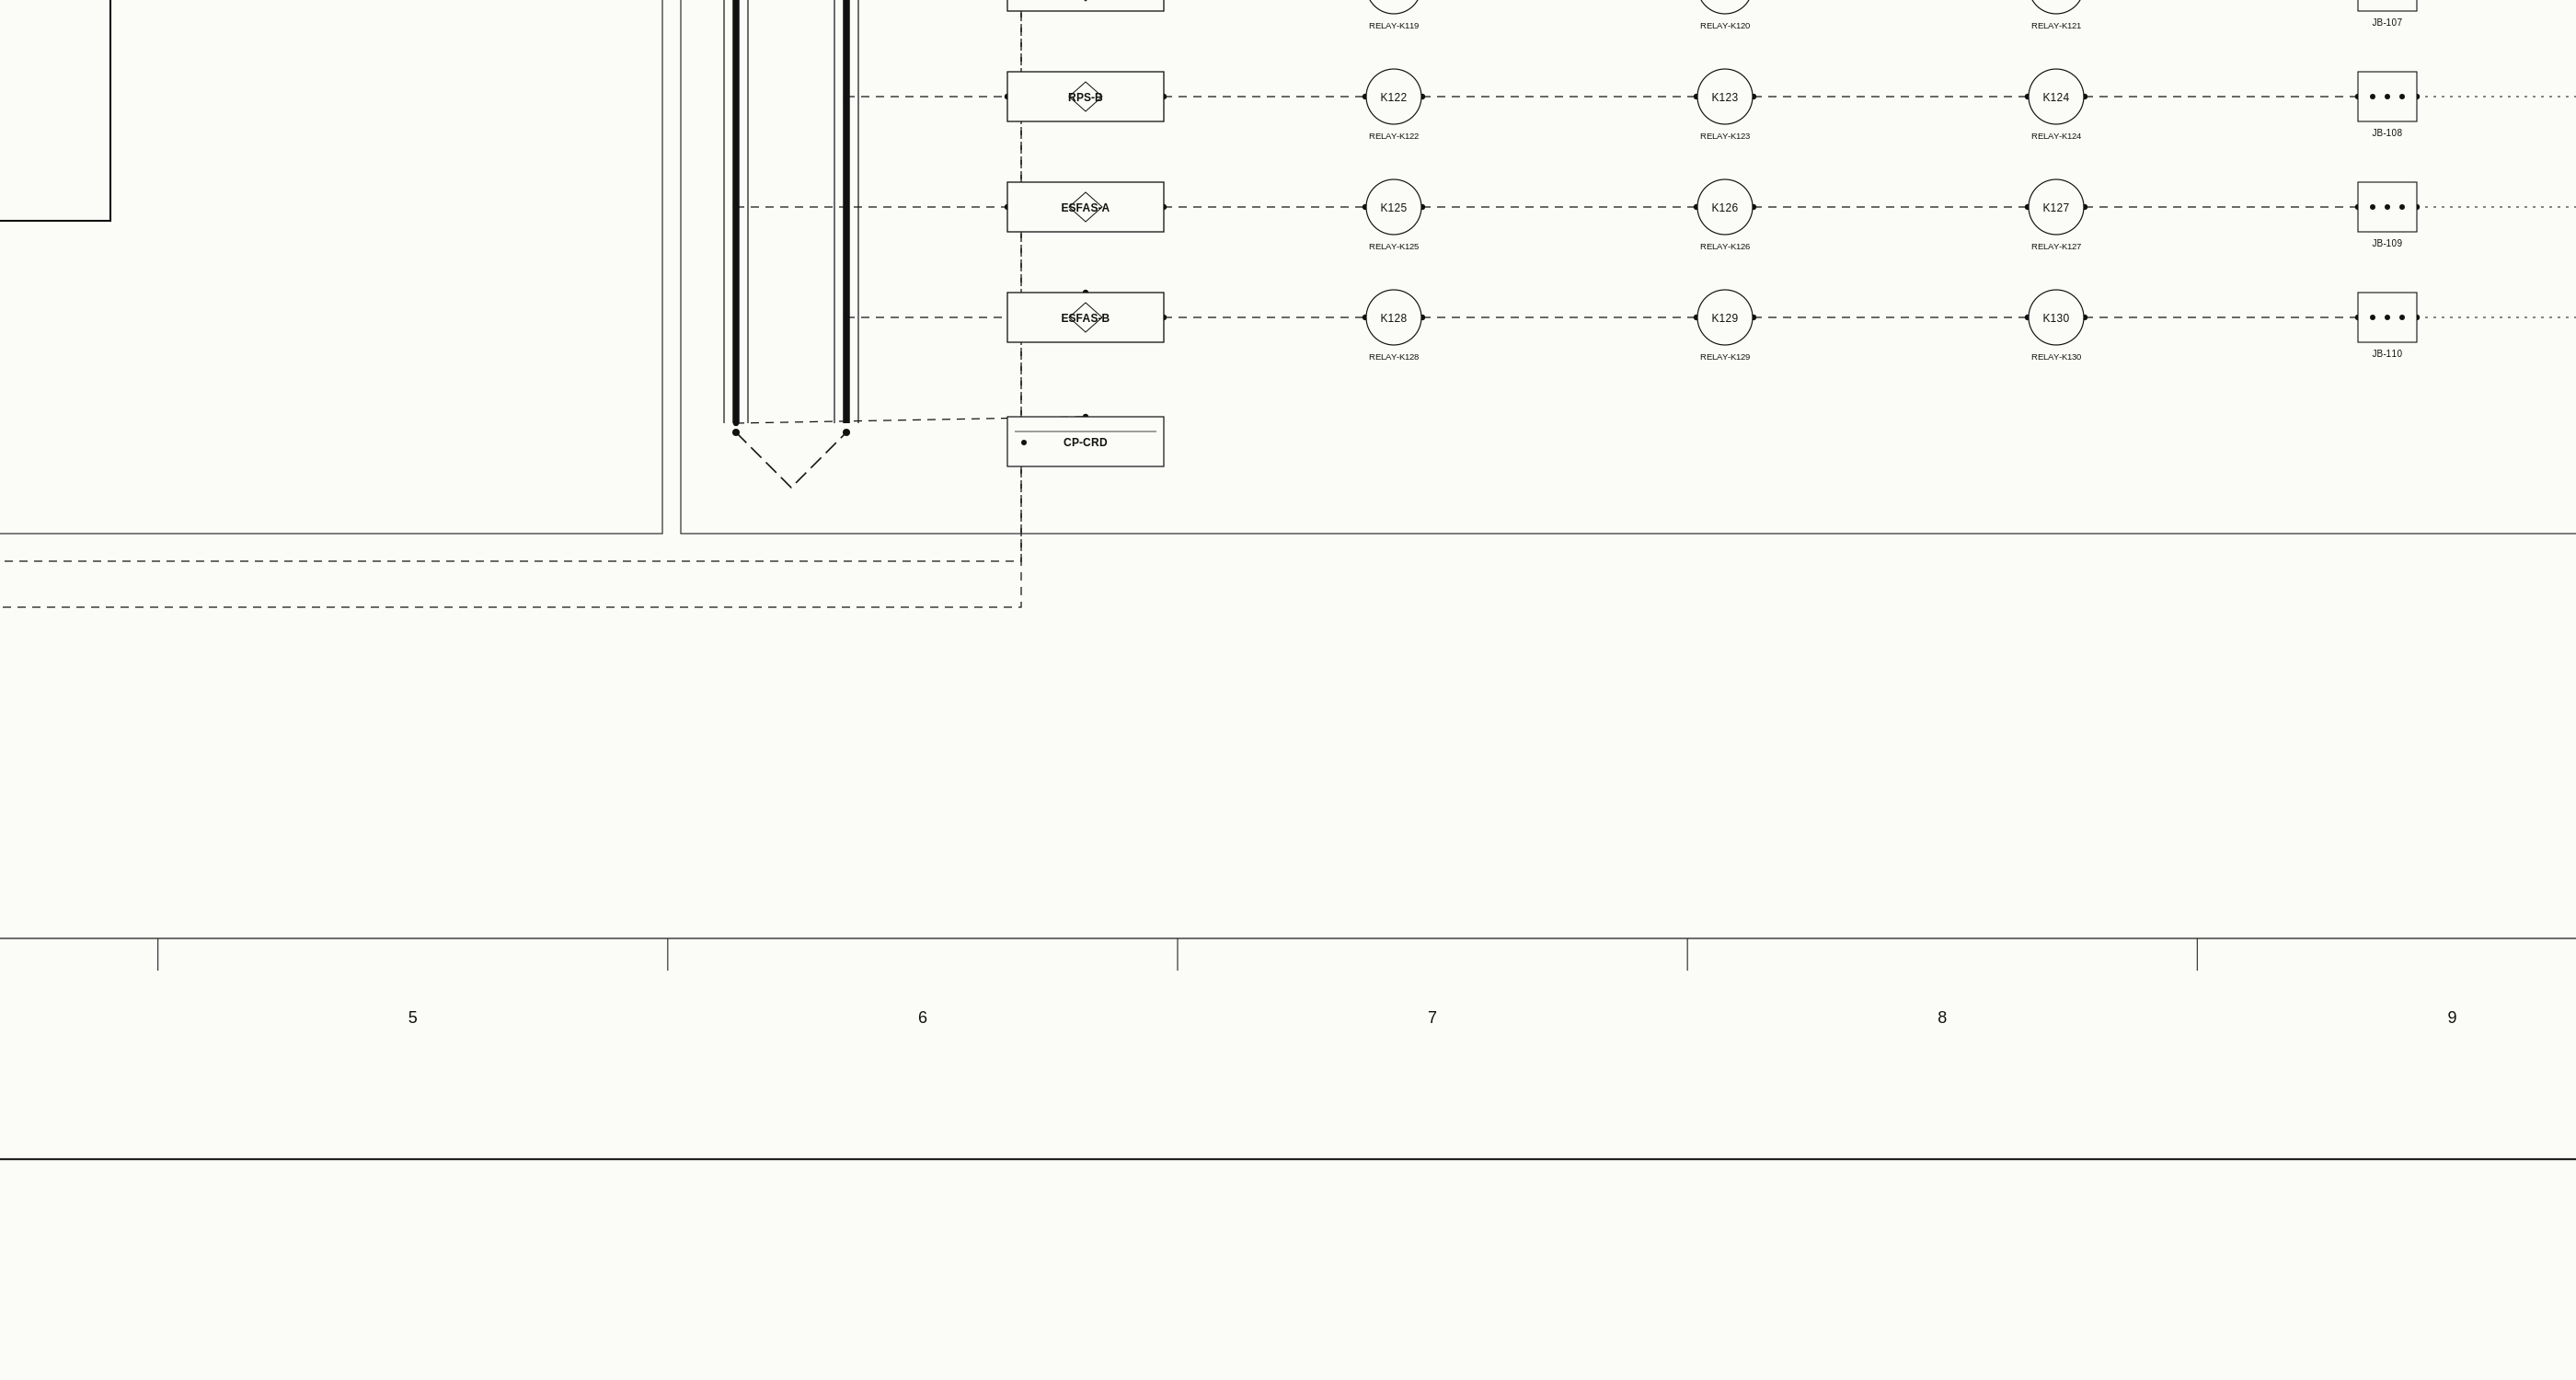 RELAY-K119 RELAY-K120 RELAY-K121 JB-107
RPS-B K122 K123 K124
RELAY-K122 RELAY-K123 RELAY-K124 JB-108
ESFAS-A K125 K126 K127
RELAY-K125 RELAY-K126 RELAY-K127 JB-109
ESFAS-B K128 K129 K130
RELAY-K128 RELAY-K129 RELAY-K130 JB-110
CP-CRD
5 6 7 8 9